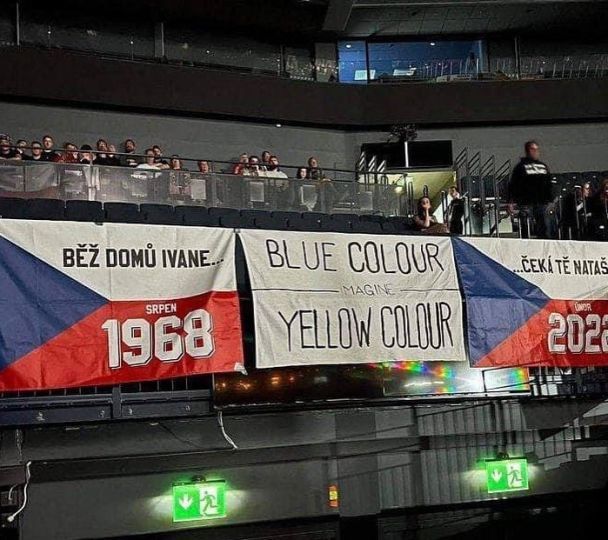 BĚŽ DOMŮ IVANE...
SRPEN
1968
BLUE COLOUR
IMAGINE
YELLOW COLOUR
...ČEKÁ TĚ NATAŠ
ÚNOR
2022